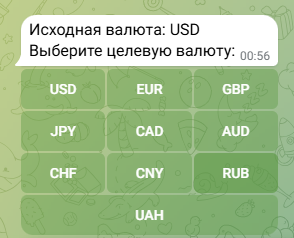 Исходная валюта: USD
Выберите целевую валюту: 00:56
USD EUR GBP
JPY CAD AUD
CHF CNY RUB
UAH